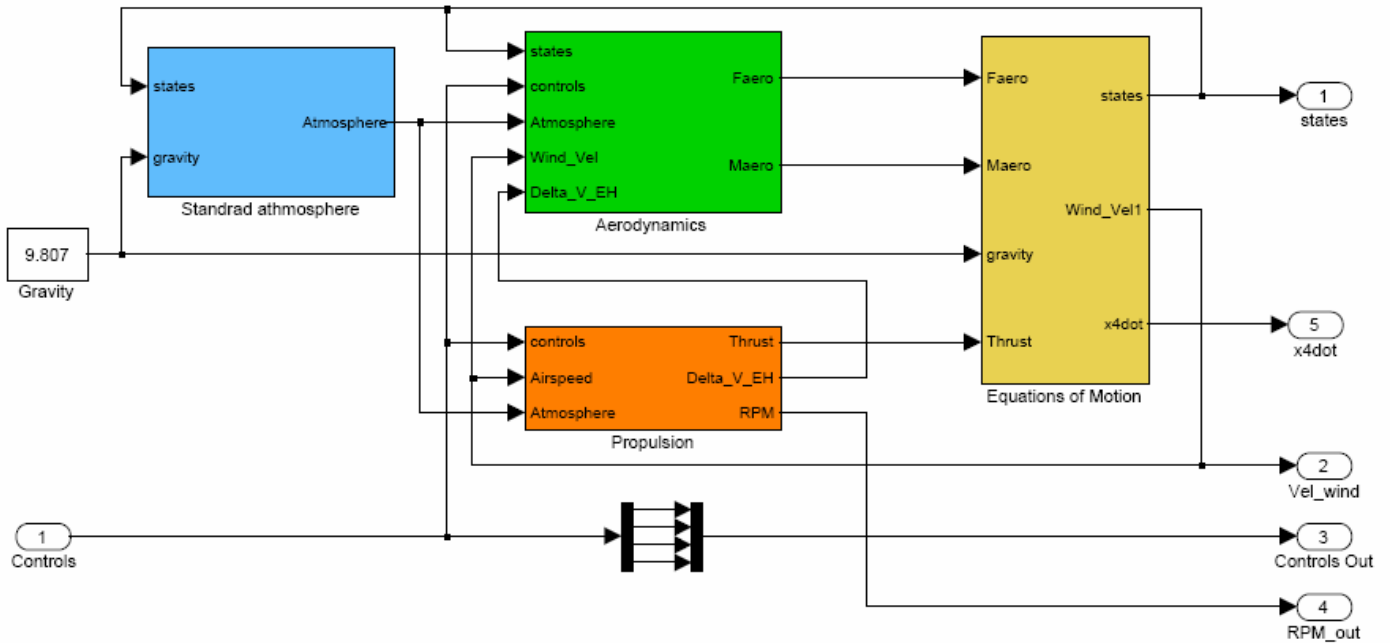 states
gravity
Atmosphere
Standrad athmosphere
states
controls
Atmosphere
Wind_Vel
Delta_V_EH
Faero
Maero
Aerodynamics
Faero
Maero
gravity
Thrust
states
Wind_Vel1
x4dot
Equations of Motion
1
states
9.807
Gravity
controls
Airspeed
Atmosphere
Thrust
Delta_V_EH
RPM
Propulsion
5
x4dot
2
Vel_wind
1
Controls
3
Controls Out
4
RPM_out